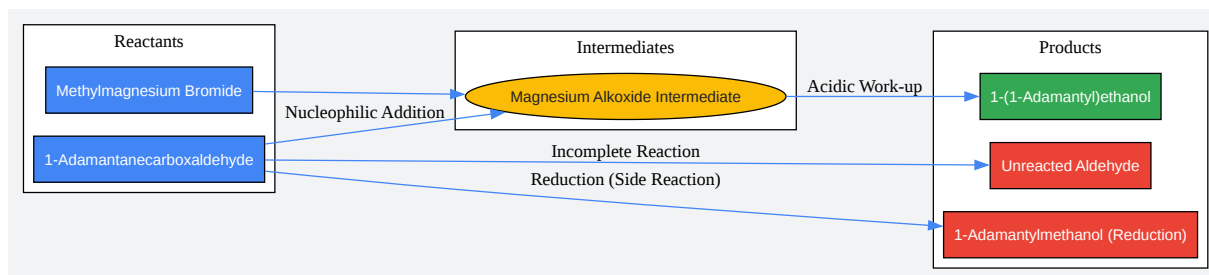 Reactants
Intermediates
Products
Methylmagnesium Bromide
Nucleophilic Addition
1-Adamantanecarboxaldehyde
Magnesium Alkoxide Intermediate
Acidic Work-up
1-(1-Adamantyl)ethanol
Incomplete Reaction
Unreacted Aldehyde
Reduction (Side Reaction)
1-Adamantylmethanol (Reduction)